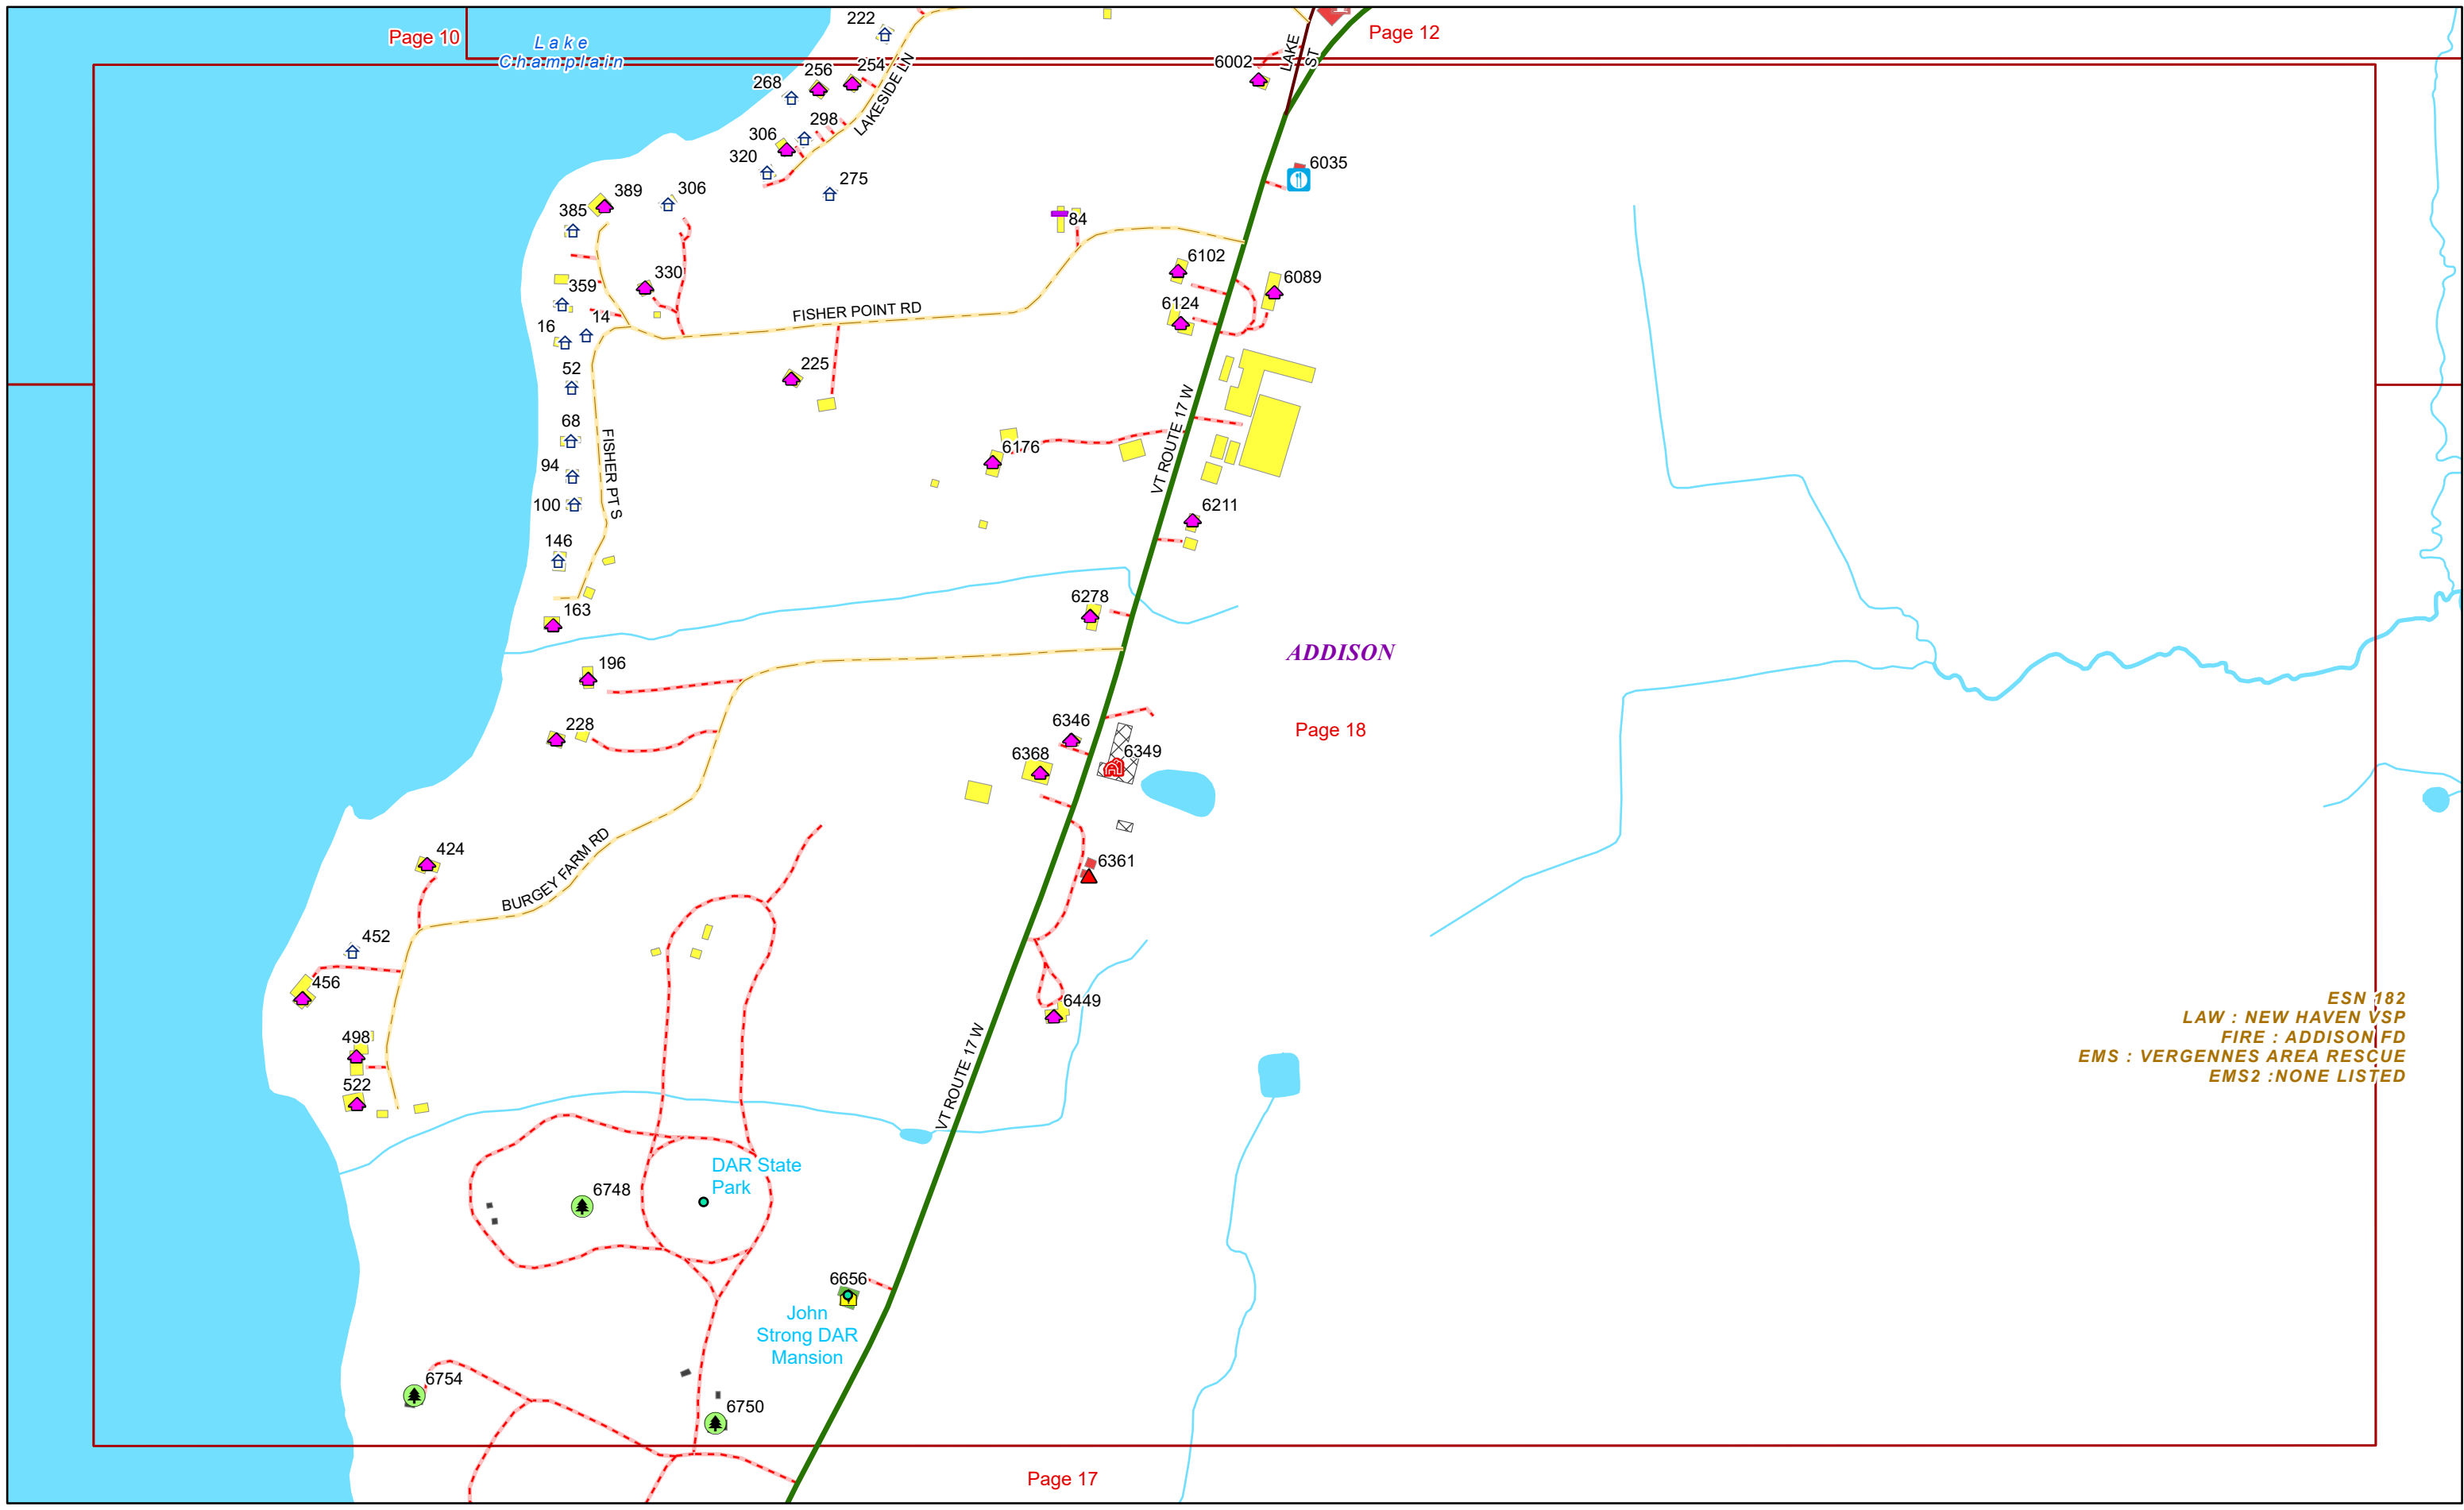 222
Page 10
Lake
Champlain
Page 12
LAKE ST
6002
254
256
268
LAKESIDE LN
298
306
320
275
6035
389
306
385
84
6102
330
6089
359
6124
FISHER POINT RD
14
16
52
225
VT ROUTE 17 W
68
6176
FISHER PT S
94
100
6211
146
163
6278
ADDISON
196
228
6346
Page 18
6368
6349
424
6361
BURGEY FARM RD
452
456
6449
498
522
VT ROUTE 17 W
ESN 182
LAW : NEW HAVEN VSP
FIRE : ADDISON FD
EMS : VERGENNES AREA RESCUE
EMS2 :NONE LISTED
DAR State
Park
6748
6656
John
Strong DAR
Mansion
6754
6750
Page 17